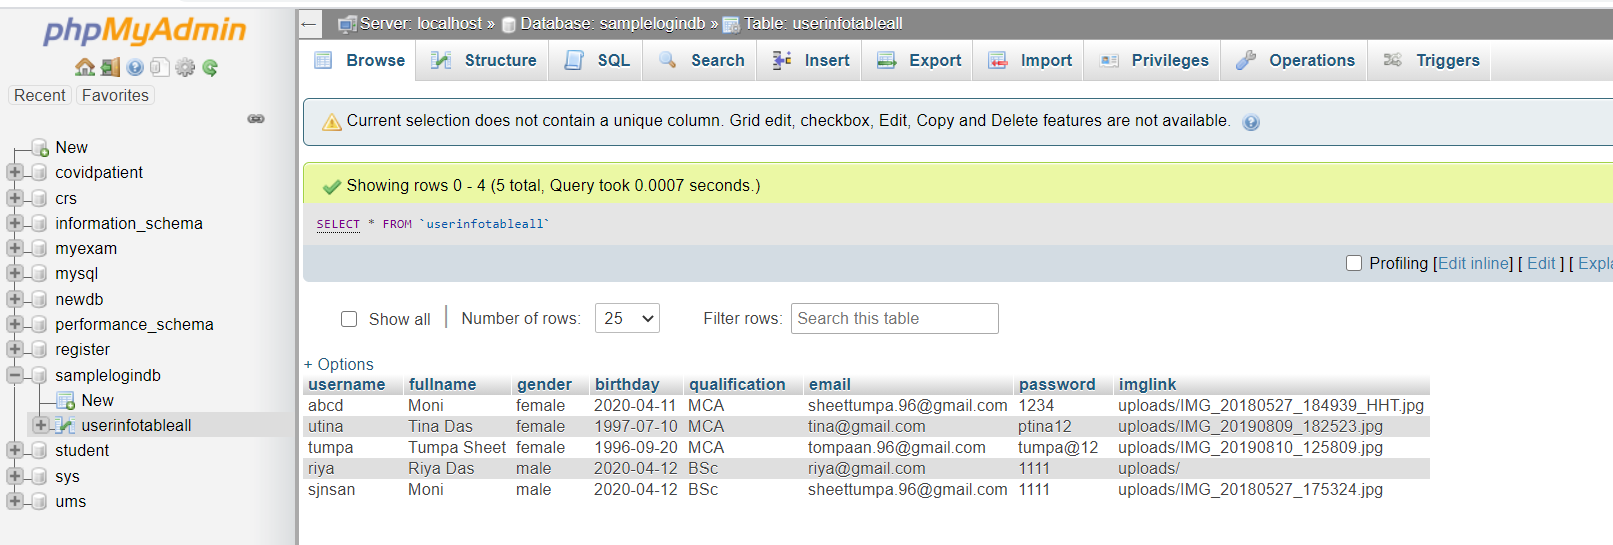 phpMyAdmin
Recent Favorites
New
covidpatient
crs
information_schema
myexam
mysql
newdb
performance_schema
register
samplelogindb
New
userinfotableall
student
sys
ums
Server: localhost » Database: samplelogindb » Table: userinfotableall
Browse Structure SQL Search Insert Export Import Privileges Operations Triggers
Current selection does not contain a unique column. Grid edit, checkbox, Edit, Copy and Delete features are not available.
Showing rows 0 - 4 (5 total, Query took 0.0007 seconds.)
SELECT * FROM `userinfotableall`
Profiling [Edit inline] [ Edit ] [ Expla
Show all | Number of rows: 25 Filter rows: Search this table
+ Options
username fullname gender birthday qualification email password imglink
abcd Moni female 2020-04-11 MCA sheettumpa.96@gmail.com 1234 uploads/IMG_20180527_184939_HHT.jpg
utina Tina Das female 1997-07-10 MCA tina@gmail.com ptina12 uploads/IMG_20190809_182523.jpg
tumpa Tumpa Sheet female 1996-09-20 MCA tompaan.96@gmail.com tumpa@12 uploads/IMG_20190810_125809.jpg
riya Riya Das male 2020-04-12 BSc riya@gmail.com 1111 uploads/
sjnsan Moni male 2020-04-12 BSc sheettumpa.96@gmail.com 1111 uploads/IMG_20180527_175324.jpg